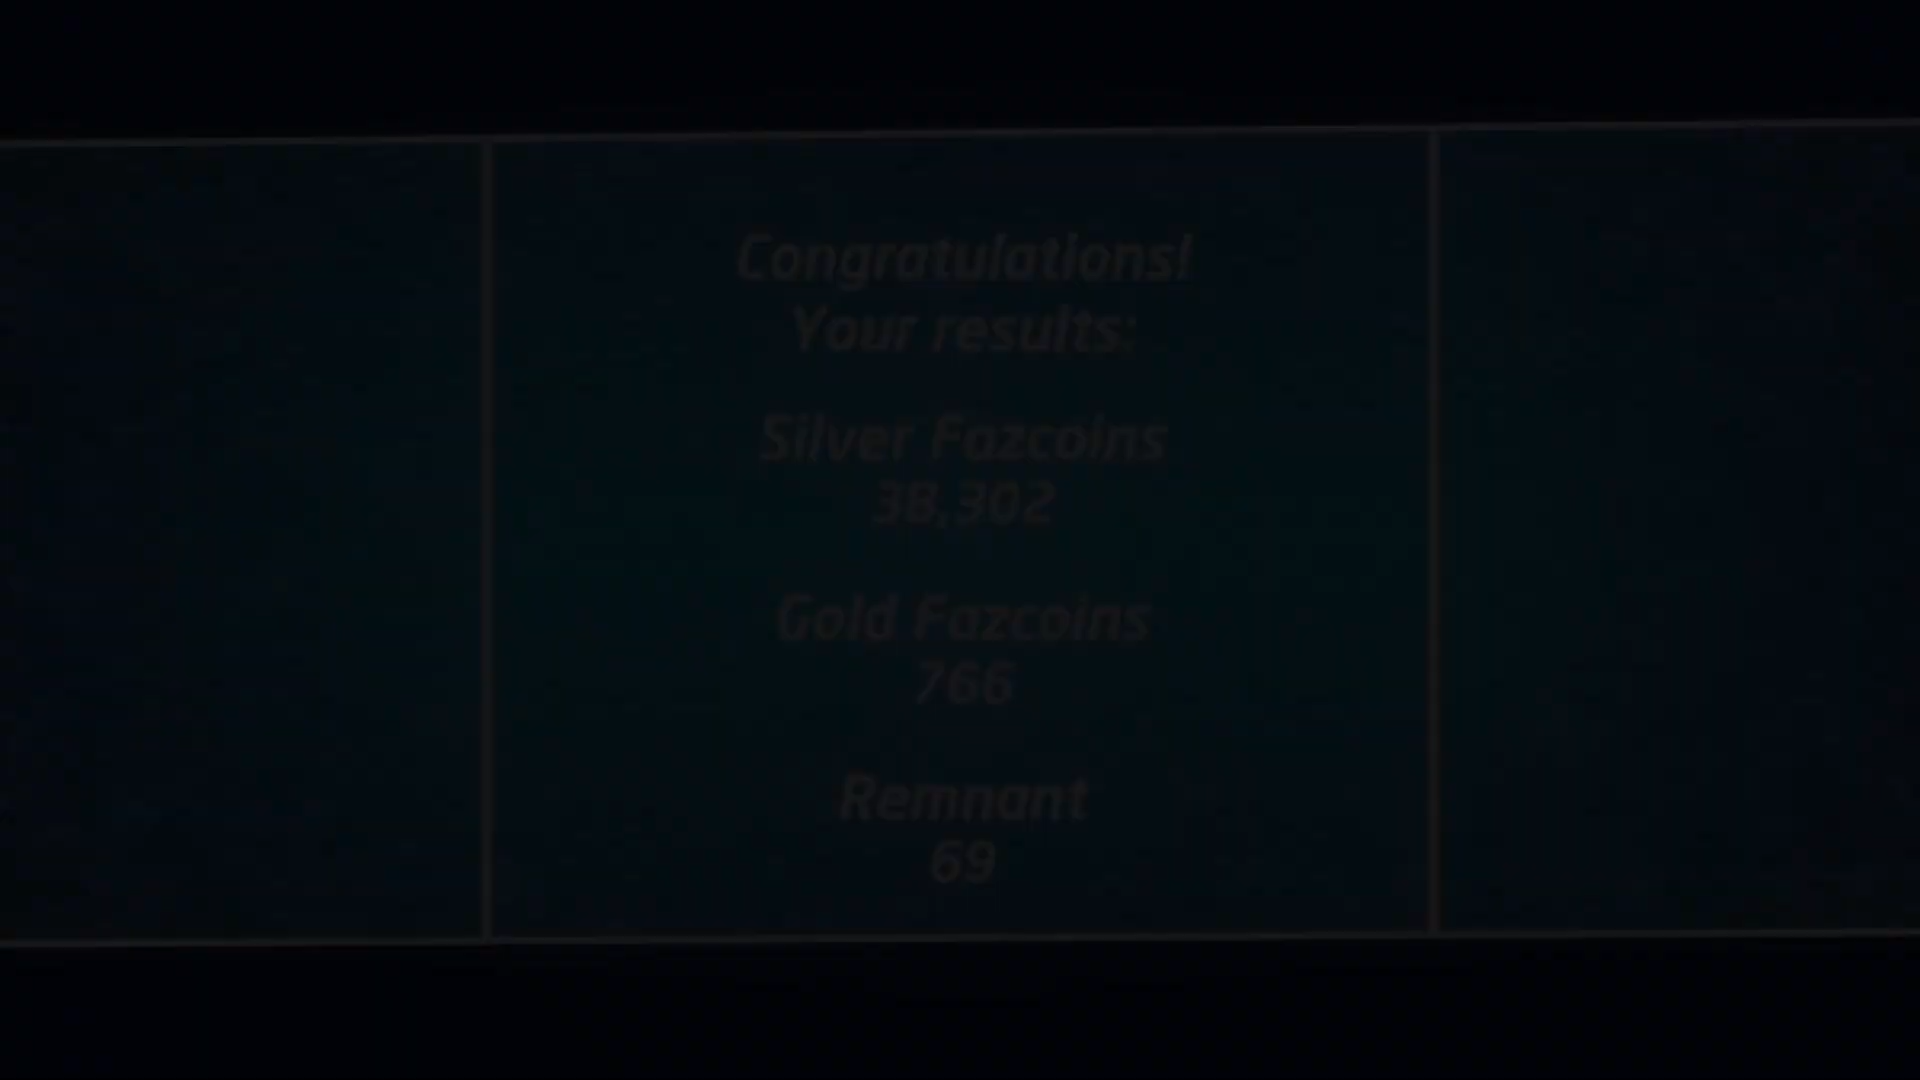 Congratulations!
Your results:
Silver Fazcoins
38,302
Gold Fazcoins
766
Remnant
69